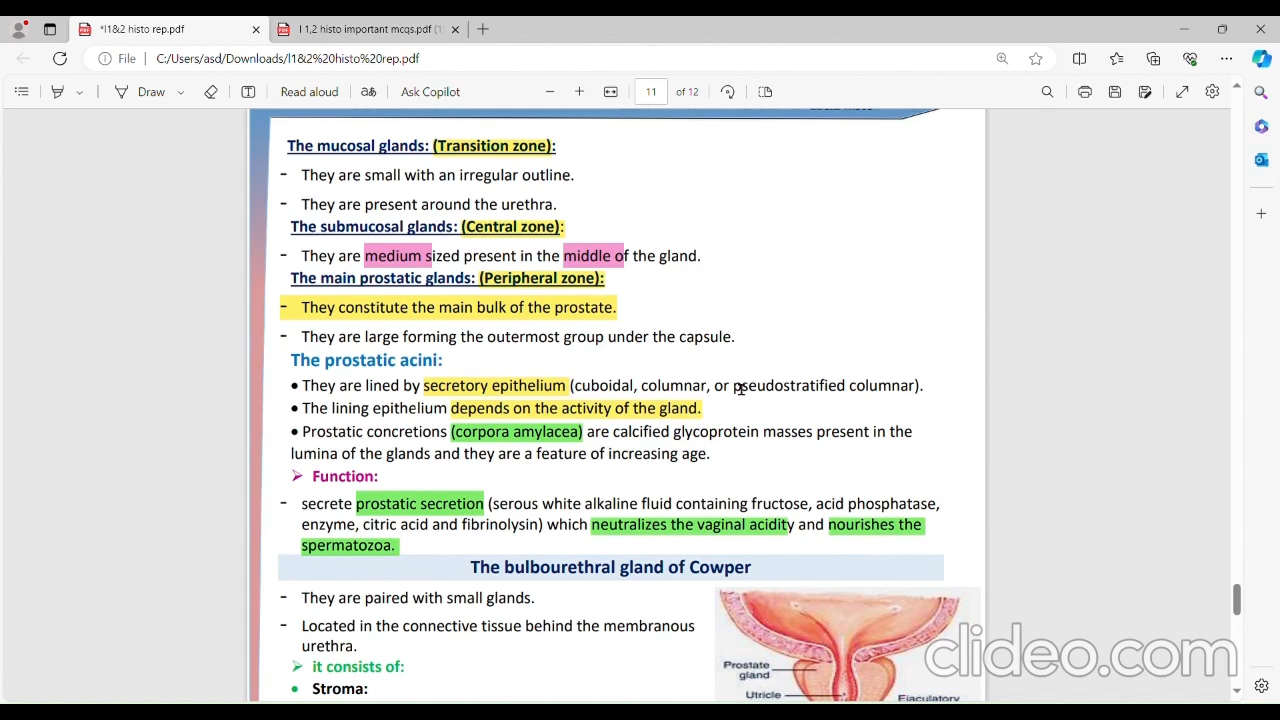 *l1&2 histo rep.pdf
l 1,2 histo important mcqs.pdf (1.
File
C:/Users/asd/Downloads/l1&2%20histo%20rep.pdf
Draw
Read aloud
Ask Copilot
11 of 12
The mucosal glands: (Transition zone):
- They are small with an irregular outline.
- They are present around the urethra.
The submucosal glands: (Central zone):
- They are medium sized present in the middle of the gland.
The main prostatic glands: (Peripheral zone):
- They constitute the main bulk of the prostate.
- They are large forming the outermost group under the capsule.
The prostatic acini:
• They are lined by secretory epithelium (cuboidal, columnar, or pseudostratified columnar).
• The lining epithelium depends on the activity of the gland.
• Prostatic concretions (corpora amylacea) are calcified glycoprotein masses present in the
lumina of the glands and they are a feature of increasing age.
➢ Function:
- secrete prostatic secretion (serous white alkaline fluid containing fructose, acid phosphatase,
enzyme, citric acid and fibrinolysin) which neutralizes the vaginal acidity and nourishes the
spermatozoa.
The bulbourethral gland of Cowper
- They are paired with small glands.
- Located in the connective tissue behind the membranous
urethra.
➢ it consists of:
• Stroma:
Prostate
gland
Utricle
Ejaculatory
clideo.com